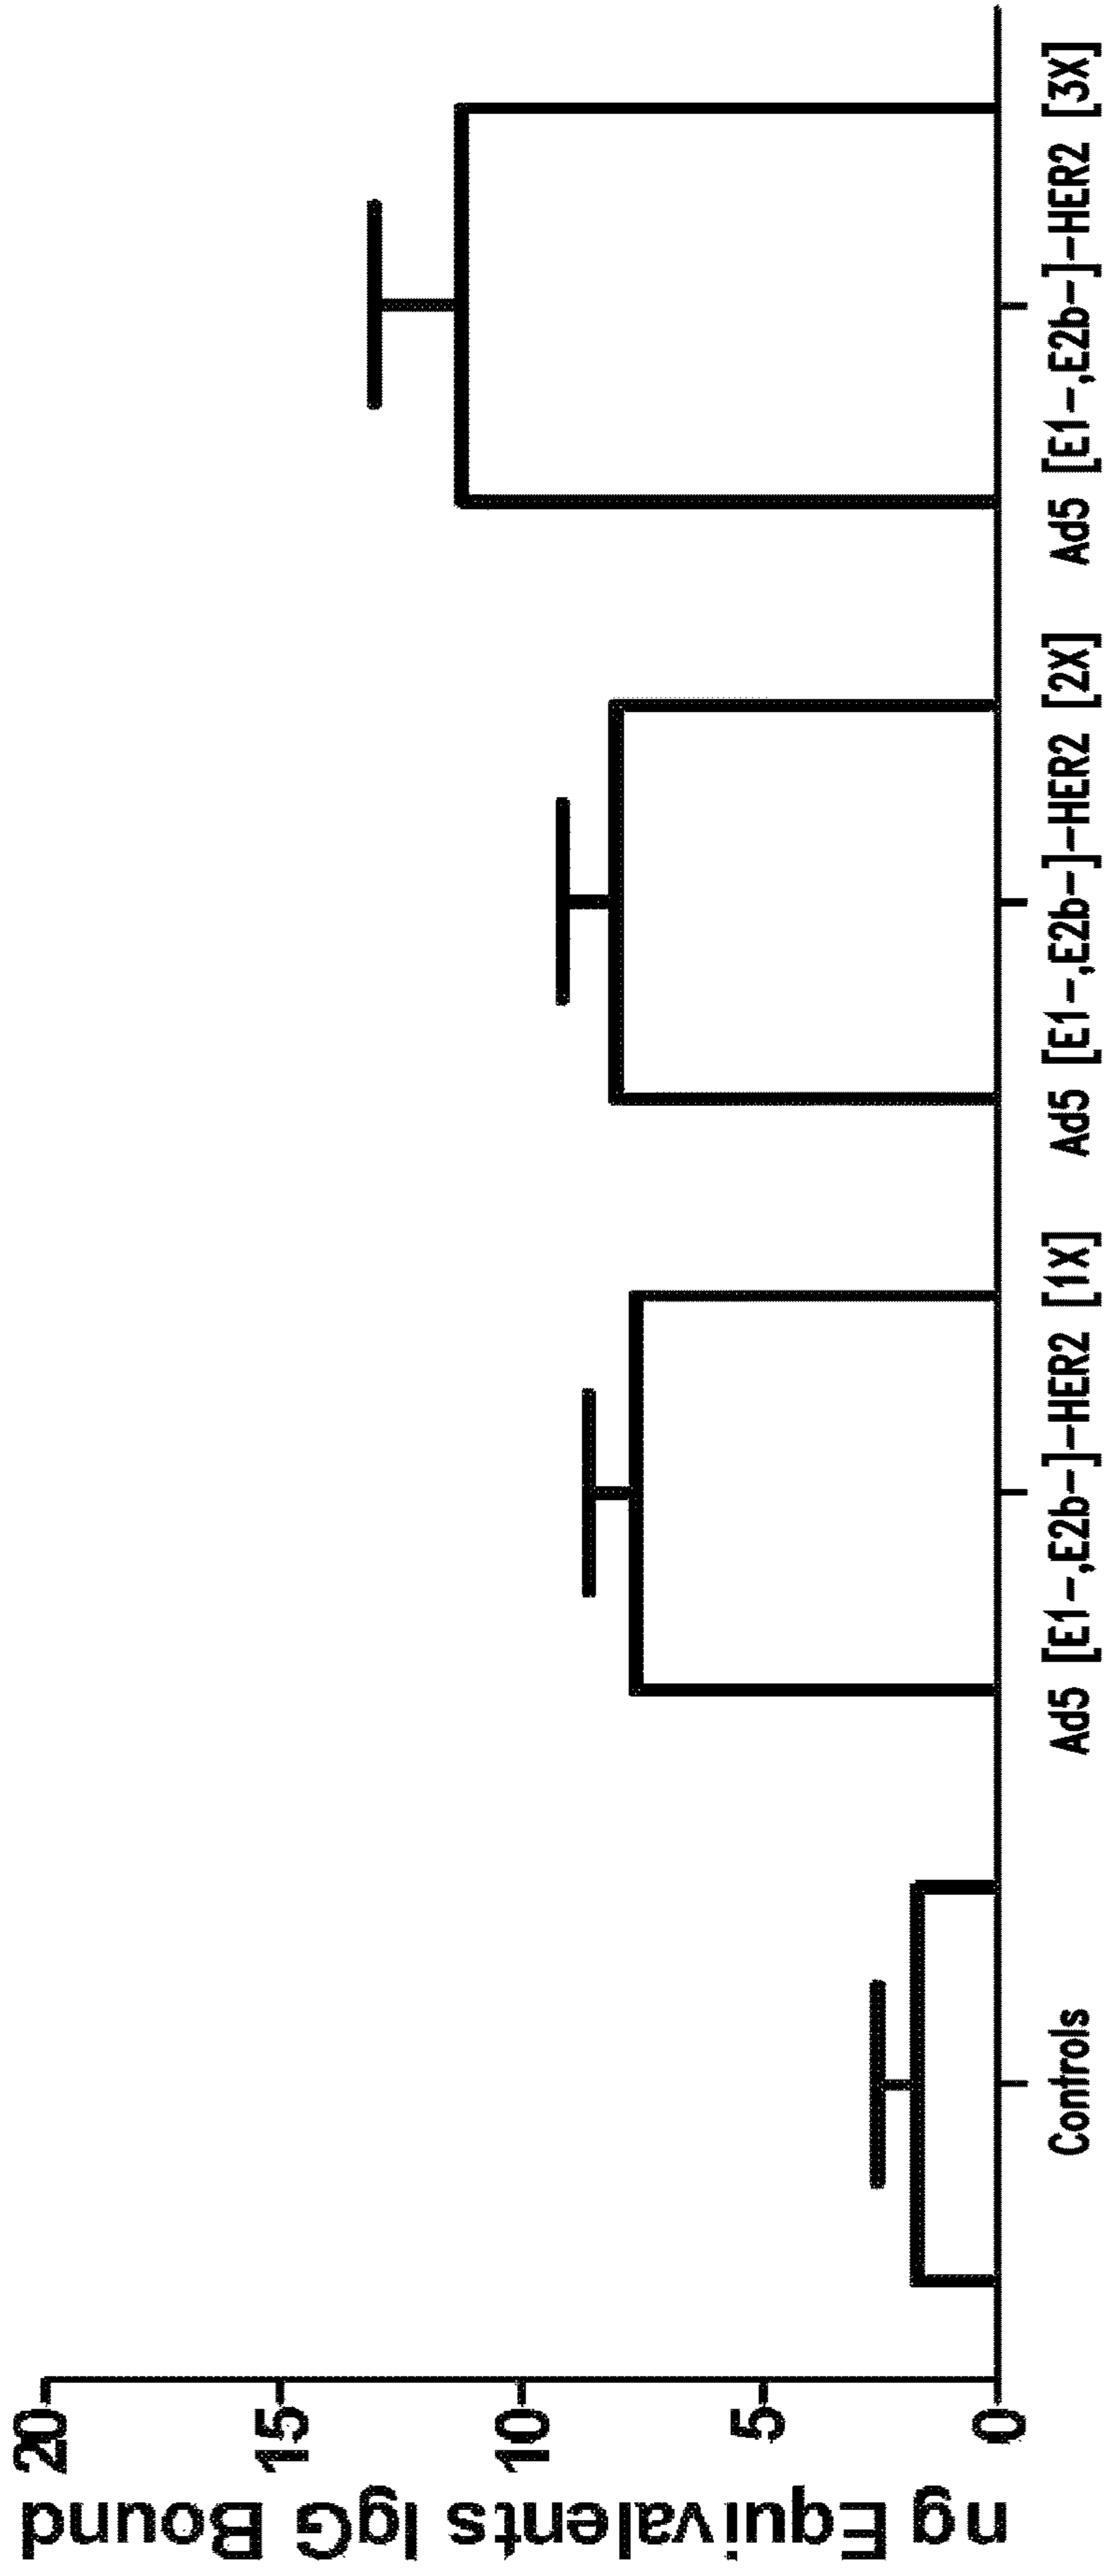 ng Equivalents IgG Bound
20
15
10
5
0
Controls
Ad5 [E1-,E2b-]-HER2 [1X]
Ad5 [E1-,E2b-]-HER2 [2X]
Ad5 [E1-,E2b-]-HER2 [3X]